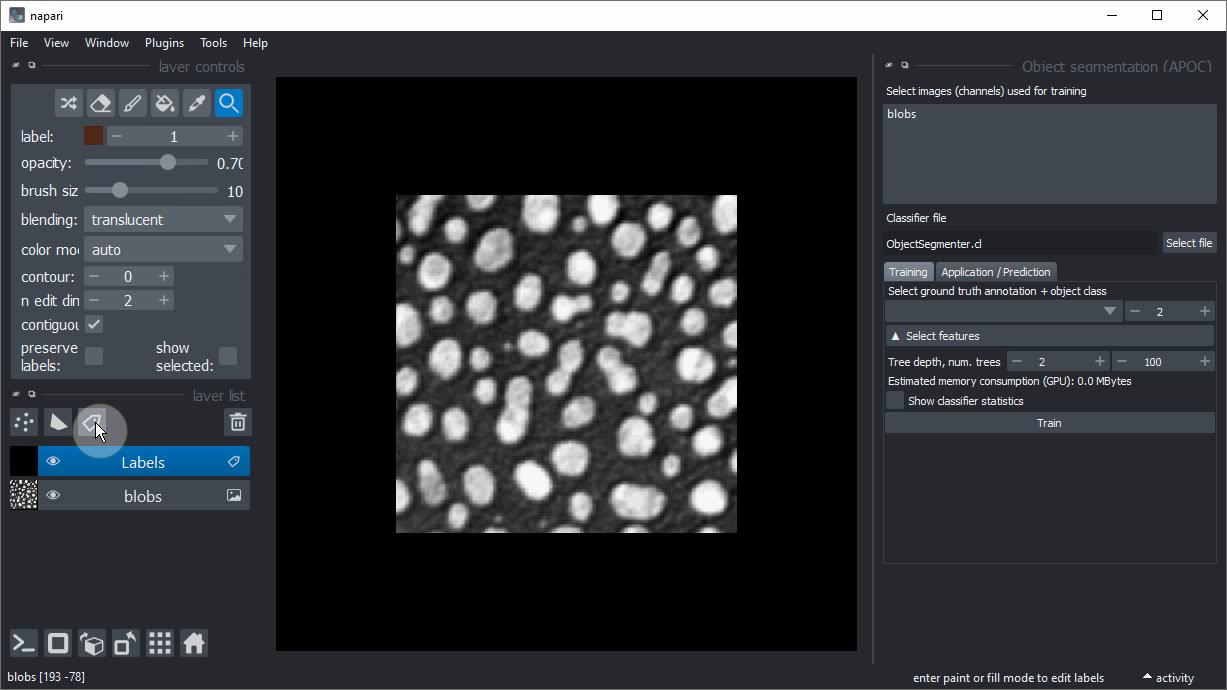 napari
File View Window Plugins Tools Help
layer controls
label: 1
opacity: 0.70
brush siz 10
blending: translucent
color mo auto
contour: 0
n edit din 2
contiguou
preserve labels: show selected:
layer list
Labels
blobs
blobs [193 -78]
Object segmentation (APOC)
Select images (channels) used for training
blobs
Classifier file
ObjectSegmenter.cl Select file
Training Application / Prediction
Select ground truth annotation + object class
2
▲ Select features
Tree depth, num. trees 2 100
Estimated memory consumption (GPU): 0.0 MBytes
Show classifier statistics
Train
enter paint or fill mode to edit labels activity